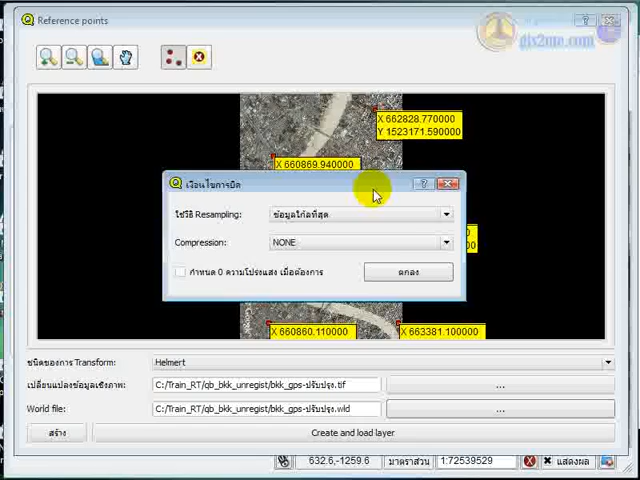 Reference points
gis2me.com
X 662828.770000
Y 1523171.590000
X 660869.940000
เงื่อนไขการยืด
ใช้วิธี Resampling:
ข้อมูลใกล้ที่สุด
Compression:
NONE
กำหนด 0 ความโปร่งแสง เมื่อต้องการ
ตกลง
X 660860.110000
X 663381.100000
ชนิดของการ Transform:
Helmert
เปลี่ยนแปลงข้อมูลเชิงภาพ:
C:/Train_RT/qb_bkk_unregist/bkk_gps-ปรับปรุง.tif
...
World file:
C:/Train_RT/qb_bkk_unregist/bkk_gps-ปรับปรุง.wld
...
สร้าง
Create and load layer
632.6,-1259.6
มาตราส่วน
1:72539529
แสดงผล